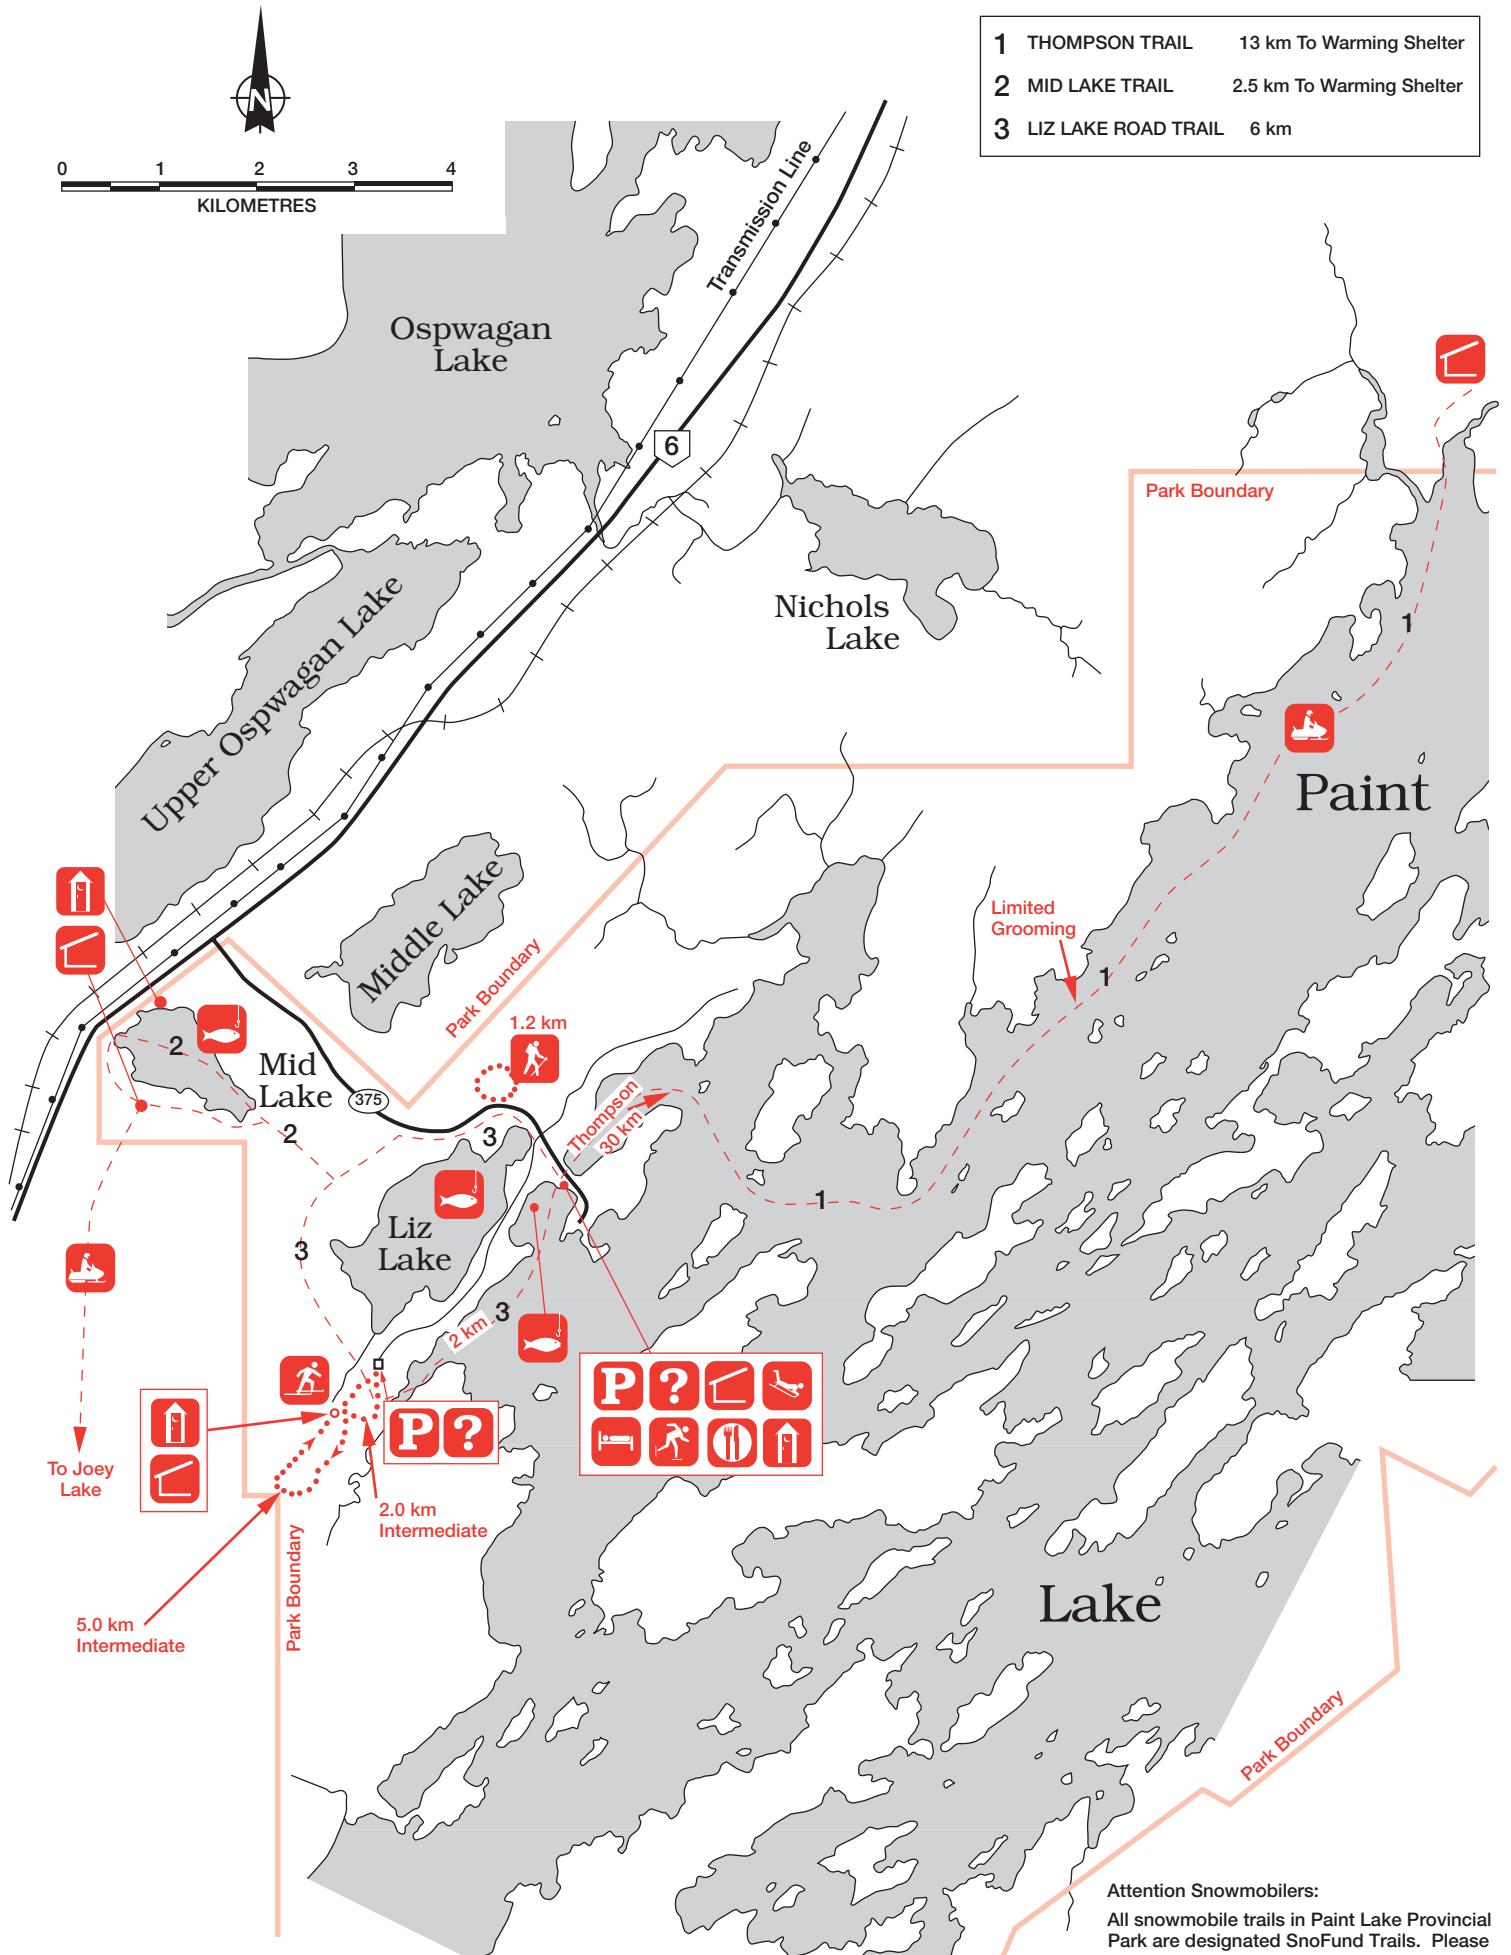 N
0 1 2 3 4
KILOMETRES
1 THOMPSON TRAIL 13 km To Warming Shelter
2 MID LAKE TRAIL 2.5 km To Warming Shelter
3 LIZ LAKE ROAD TRAIL 6 km
Transmission Line
Ospwagan
Lake
6
Park Boundary
Nichols
Lake
1
Upper Ospwagan Lake
Paint
Middle Lake
Limited
Grooming
Park Boundary
1
1.2 km
2
Mid
Lake
375
2
3
Thompson
30 km
1
Liz
Lake
3
3
2 km
P ?
P ?
To Joey
Lake
2.0 km
Intermediate
Park Boundary
5.0 km
Intermediate
Lake
Park Boundary
Attention Snowmobilers:
All snowmobile trails in Paint Lake Provincial
Park are designated SnoFund Trails. Please